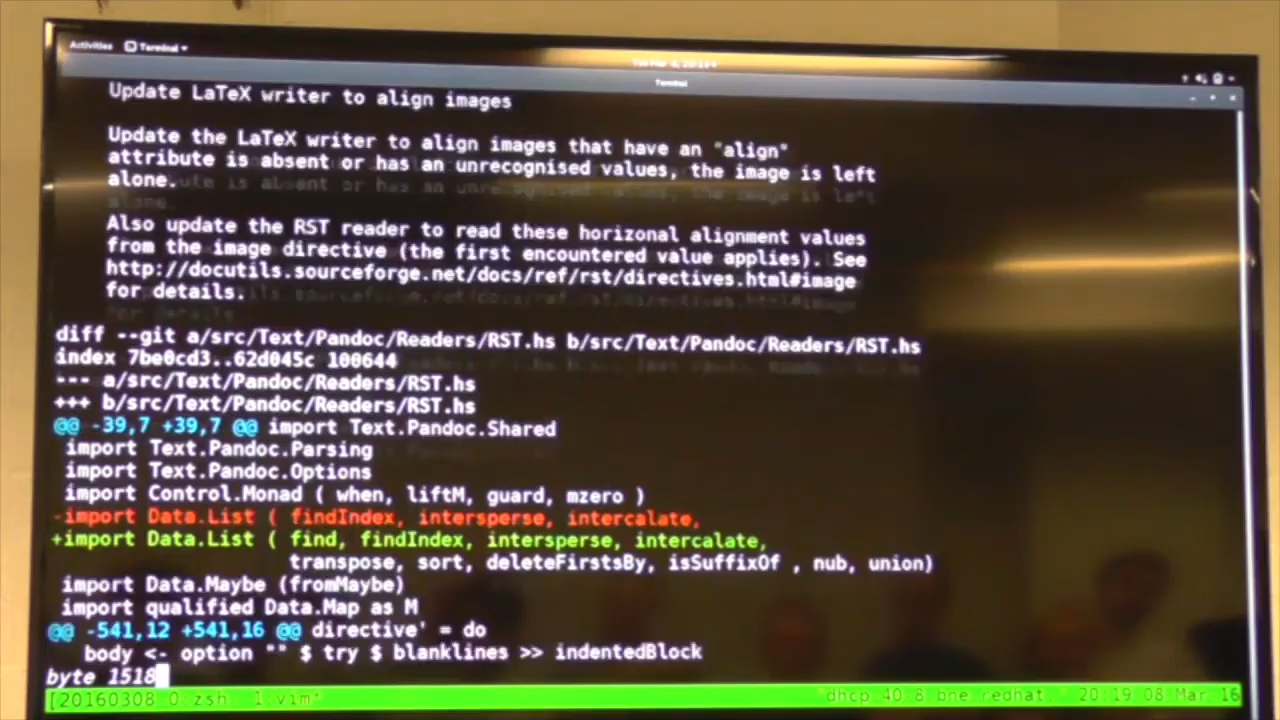 Activities Terminal
Terminal
Update LaTeX writer to align images
Update the LaTeX writer to align images that have an "align"
attribute is absent or has an unrecognised values, the image is left
alone.
Also update the RST reader to read these horizonal alignment values
from the image directive (the first encountered value applies). See
http://docutils.sourceforge.net/docs/ref/rst/directives.html#image
for details.
diff --git a/src/Text/Pandoc/Readers/RST.hs b/src/Text/Pandoc/Readers/RST.hs
index 7be0cd3..62d045c 100644
--- a/src/Text/Pandoc/Readers/RST.hs
+++ b/src/Text/Pandoc/Readers/RST.hs
@@ -39,7 +39,7 @@ import Text.Pandoc.Shared
import Text.Pandoc.Parsing
import Text.Pandoc.Options
import Control.Monad ( when, liftM, guard, mzero )
-import Data.List ( findIndex, intersperse, intercalate,
+import Data.List ( find, findIndex, intersperse, intercalate,
transpose, sort, deleteFirstsBy, isSuffixOf , nub, union)
import Data.Maybe (fromMaybe)
import qualified Data.Map as M
@@ -541,12 +541,16 @@ directive' = do
body <- option "" $ try $ blanklines >> indentedBlock
byte 1518
[20160308 0:zsh 1:vim* "dhcp-40-8.bne.redhat." 20:19 08 Mar 16